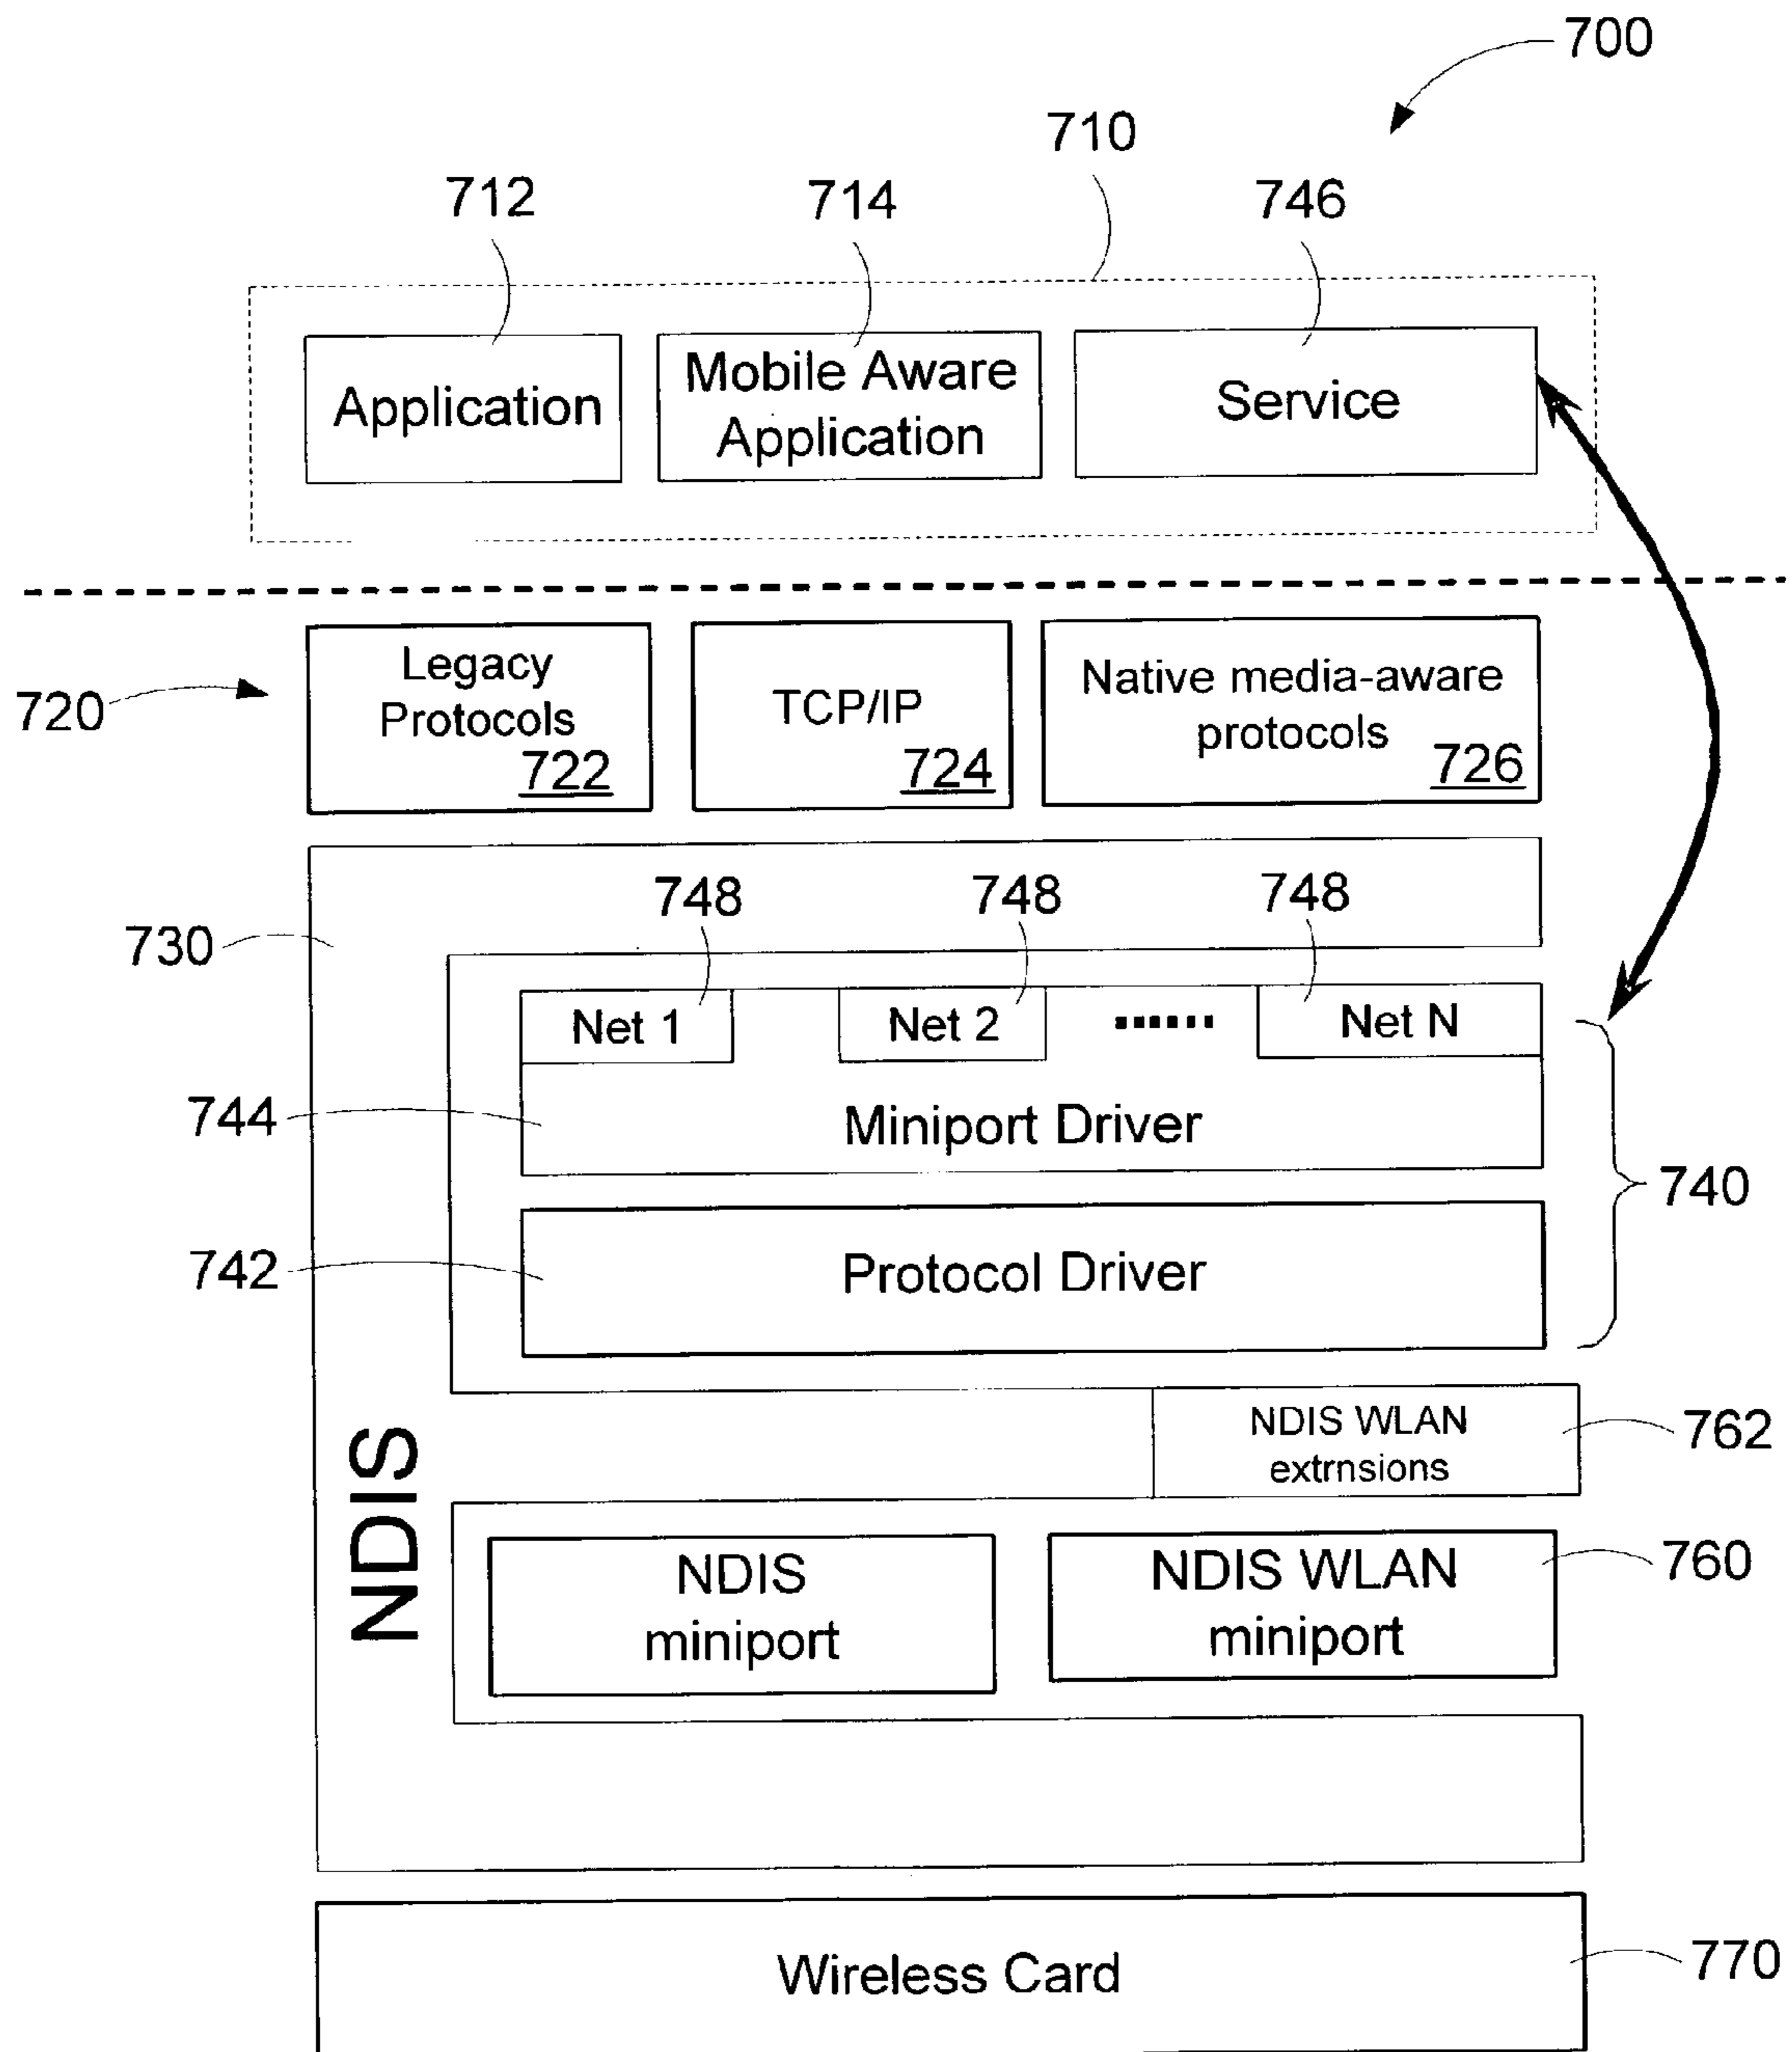 700
710
712
714
746
Application
Mobile Aware
Application
Service
720
Legacy
Protocols
722
TCP/IP
724
Native media-aware
protocols
726
730
748
748
748
Net 1
Net 2
......
Net N
744
Miniport Driver
740
742
Protocol Driver
NDIS
NDIS WLAN
extrnsions
762
NDIS
miniport
NDIS WLAN
miniport
760
Wireless Card
770